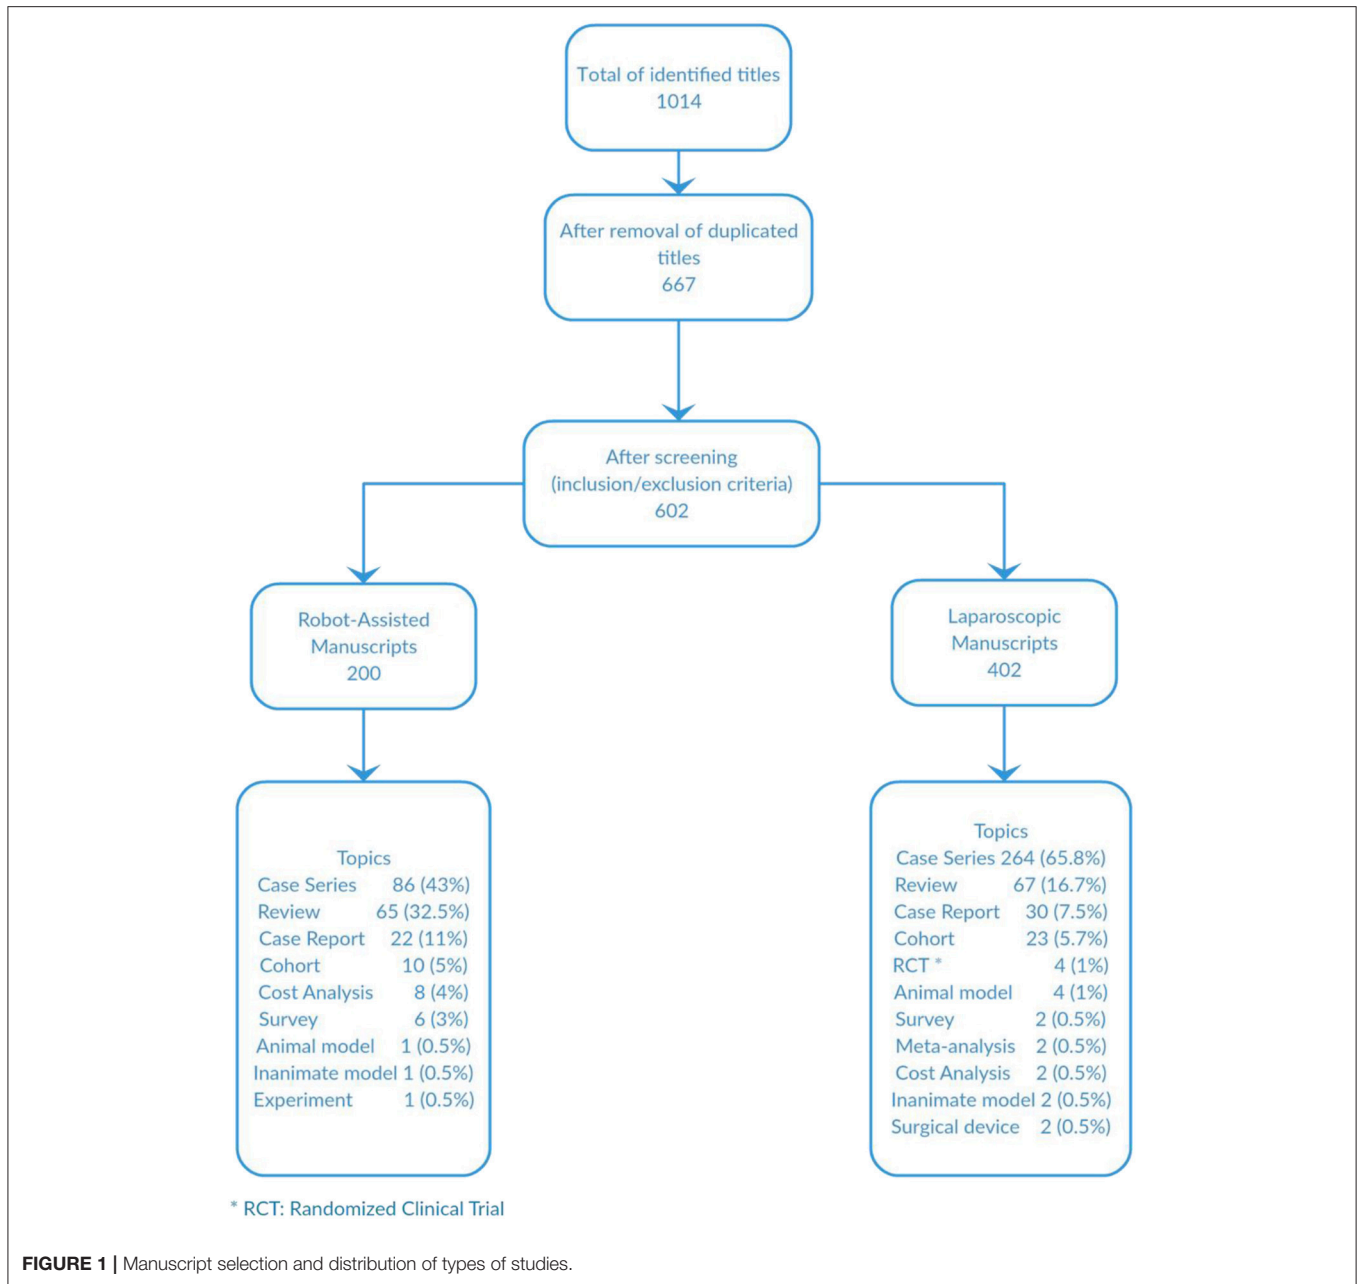 Total of identified titles
1014
After removal of duplicated
titles
667
After screening
(inclusion/exclusion criteria)
602
Robot-Assisted
Manuscripts
200
Laparoscopic
Manuscripts
402
Topics
Case Series 86 (43%)
Review 65 (32.5%)
Case Report 22 (11%)
Cohort 10 (5%)
Cost Analysis 8 (4%)
Survey 6 (3%)
Animal model 1 (0.5%)
Inanimate model 1 (0.5%)
Experiment 1 (0.5%)
Topics
Case Series 264 (65.8%)
Review 67 (16.7%)
Case Report 30 (7.5%)
Cohort 23 (5.7%)
RCT * 4 (1%)
Animal model 4 (1%)
Survey 2 (0.5%)
Meta-analysis 2 (0.5%)
Cost Analysis 2 (0.5%)
Inanimate model 2 (0.5%)
Surgical device 2 (0.5%)
* RCT: Randomized Clinical Trial
FIGURE 1 | Manuscript selection and distribution of types of studies.